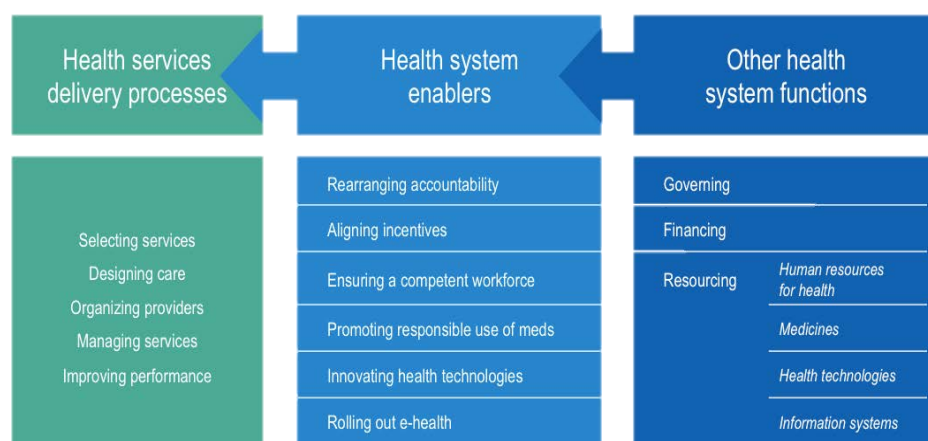 Health services
delivery processes
Health system
enablers
Other health
system functions
Selecting services
Designing care
Organizing providers
Managing services
Improving performance
Rearranging accountability
Aligning incentives
Ensuring a competent workforce
Promoting responsible use of meds
Innovating health technologies
Rolling out e-health
Governing
Financing
Resourcing
Human resources
for health
Medicines
Health technologies
Information systems